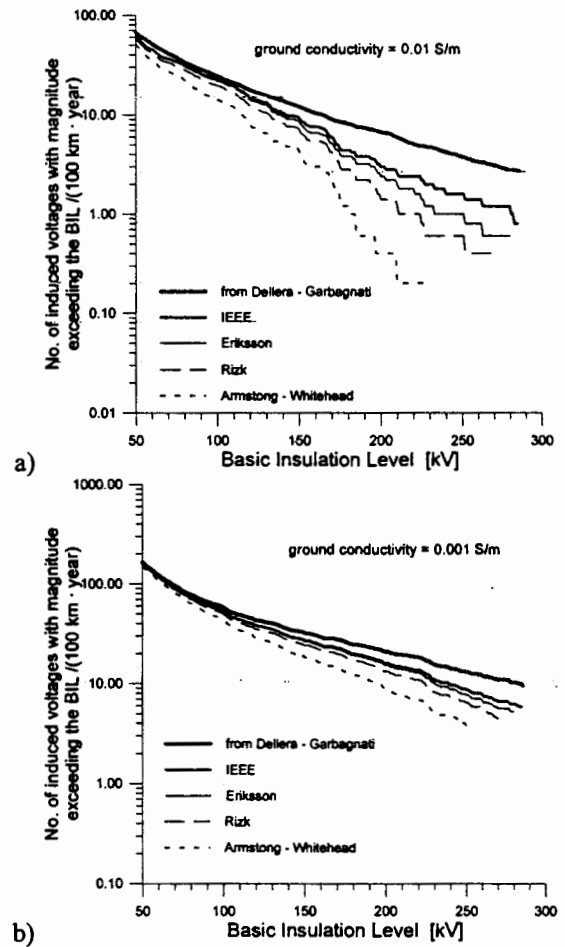 100.00
10.00
1.00
0.10
0.01
No. of induced voltages with magnitude
exceeding the BIL /(100 km · year)
ground conductivity = 0.01 S/m
from Dellera - Garbagnati
IEEE
Eriksson
Rizk
Armstong - Whitehead
50 100 150 200 250 300
a)
Basic Insulation Level [kV]
1000.00
100.00
10.00
1.00
0.10
No. of induced voltages with magnitude
exceeding the BIL /(100 km · year)
ground conductivity = 0.001 S/m
from Dellera - Garbagnati
IEEE
Eriksson
Rizk
Armstong - Whitehead
50 100 150 200 250 300
b)
Basic Insulation Level [kV]